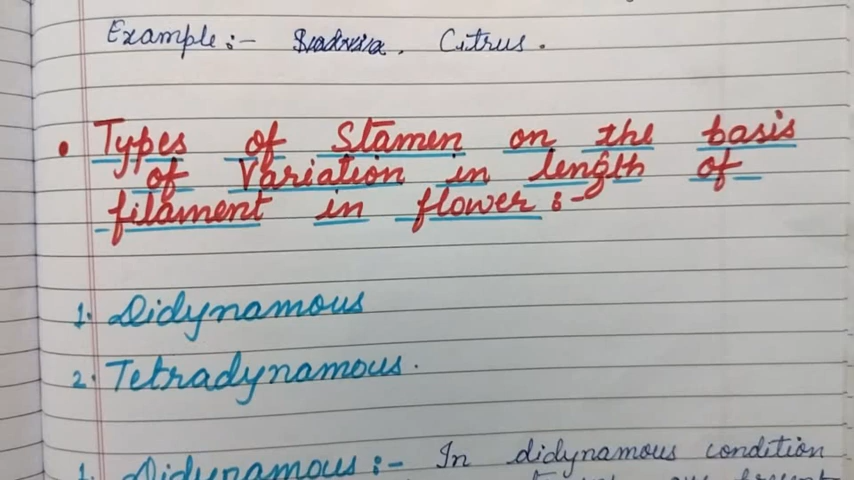 Example :- Citrus.
• Types of Stamen on the basis
of Variation in length of
filament in flower :-
1. Didynamous
2. Tetradynamous.
1. Didynamous :- In didynamous condition